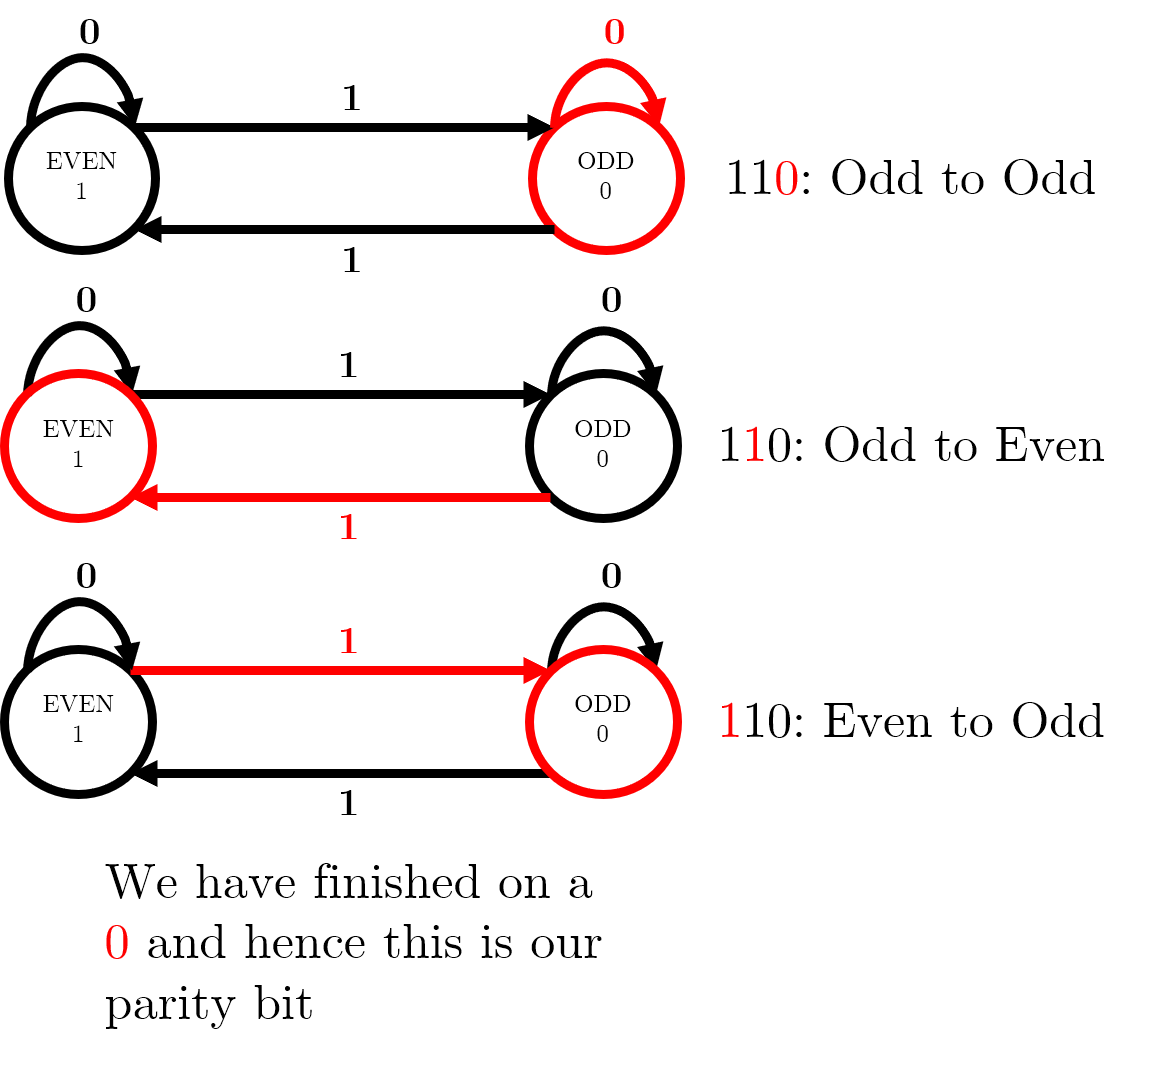 0
0
1
EVEN
1
ODD
0
110: Odd to Odd
1
0
0
1
EVEN
1
ODD
0
110: Odd to Even
1
0
0
1
EVEN
1
ODD
0
110: Even to Odd
1
We have finished on a
0 and hence this is our
parity bit